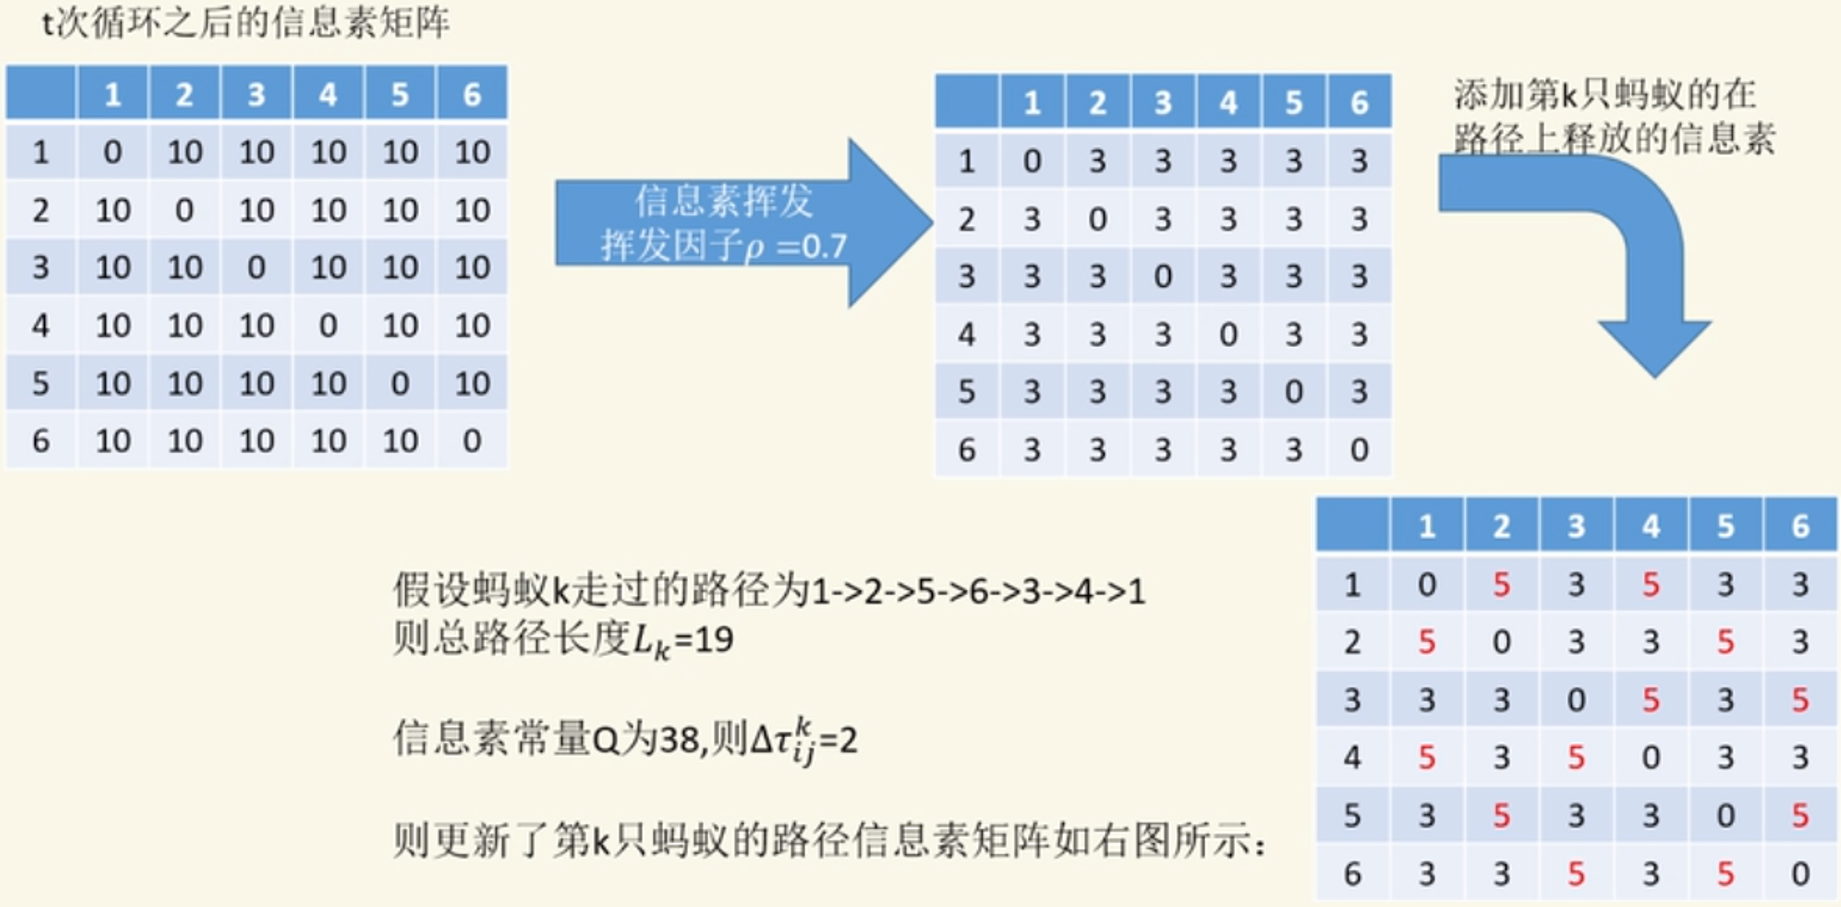 t次循环之后的信息素矩阵
1 2 3 4 5 6
1 0 10 10 10 10 10
2 10 0 10 10 10 10
3 10 10 0 10 10 10
4 10 10 10 0 10 10
5 10 10 10 10 0 10
6 10 10 10 10 10 0
信息素挥发
挥发因子ρ =0.7
1 2 3 4 5 6
1 0 3 3 3 3 3
2 3 0 3 3 3 3
3 3 3 0 3 3 3
4 3 3 3 0 3 3
5 3 3 3 3 0 3
6 3 3 3 3 3 0
添加第k只蚂蚁的在
路径上释放的信息素
假设蚂蚁k走过的路径为1->2->5->6->3->4->1
则总路径长度Lₖ=19
信息素常量Q为38,则Δτᵢⱼᵏ=2
则更新了第k只蚂蚁的路径信息素矩阵如右图所示：
1 2 3 4 5 6
1 0 5 3 5 3 3
2 5 0 3 3 5 3
3 3 3 0 5 3 5
4 5 3 5 0 3 3
5 3 5 3 3 0 5
6 3 3 5 3 5 0